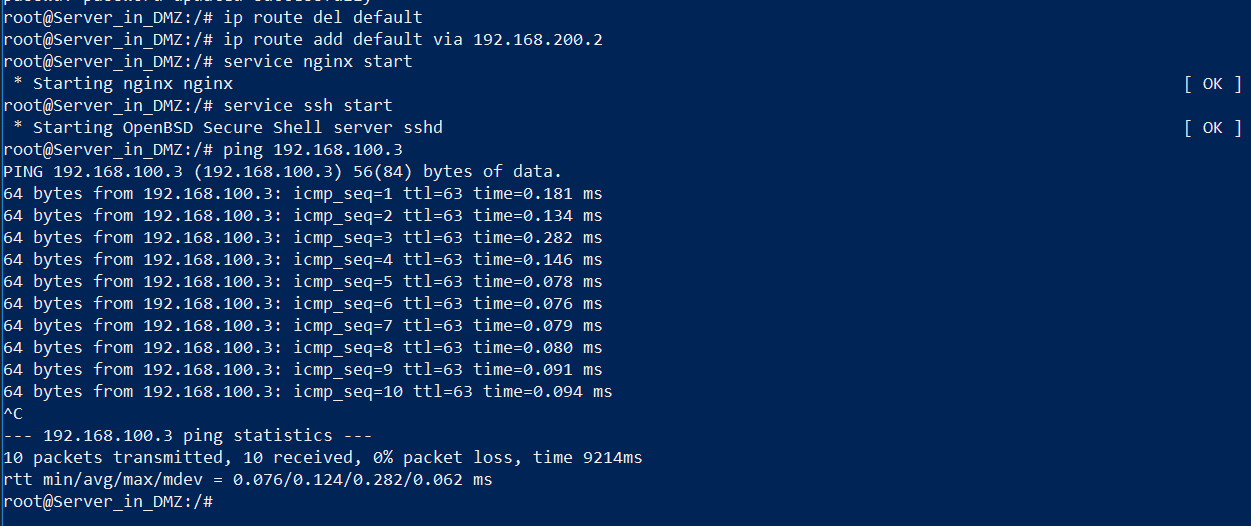 passwd: password updated successfully
root@Server_in_DMZ:/# ip route del default
root@Server_in_DMZ:/# ip route add default via 192.168.200.2
root@Server_in_DMZ:/# service nginx start
 * Starting nginx nginx [ OK ]
root@Server_in_DMZ:/# service ssh start
 * Starting OpenBSD Secure Shell server sshd [ OK ]
root@Server_in_DMZ:/# ping 192.168.100.3
PING 192.168.100.3 (192.168.100.3) 56(84) bytes of data.
64 bytes from 192.168.100.3: icmp_seq=1 ttl=63 time=0.181 ms
64 bytes from 192.168.100.3: icmp_seq=2 ttl=63 time=0.134 ms
64 bytes from 192.168.100.3: icmp_seq=3 ttl=63 time=0.282 ms
64 bytes from 192.168.100.3: icmp_seq=4 ttl=63 time=0.146 ms
64 bytes from 192.168.100.3: icmp_seq=5 ttl=63 time=0.078 ms
64 bytes from 192.168.100.3: icmp_seq=6 ttl=63 time=0.076 ms
64 bytes from 192.168.100.3: icmp_seq=7 ttl=63 time=0.079 ms
64 bytes from 192.168.100.3: icmp_seq=8 ttl=63 time=0.080 ms
64 bytes from 192.168.100.3: icmp_seq=9 ttl=63 time=0.091 ms
64 bytes from 192.168.100.3: icmp_seq=10 ttl=63 time=0.094 ms
^C
--- 192.168.100.3 ping statistics ---
10 packets transmitted, 10 received, 0% packet loss, time 9214ms
rtt min/avg/max/mdev = 0.076/0.124/0.282/0.062 ms
root@Server_in_DMZ:/#